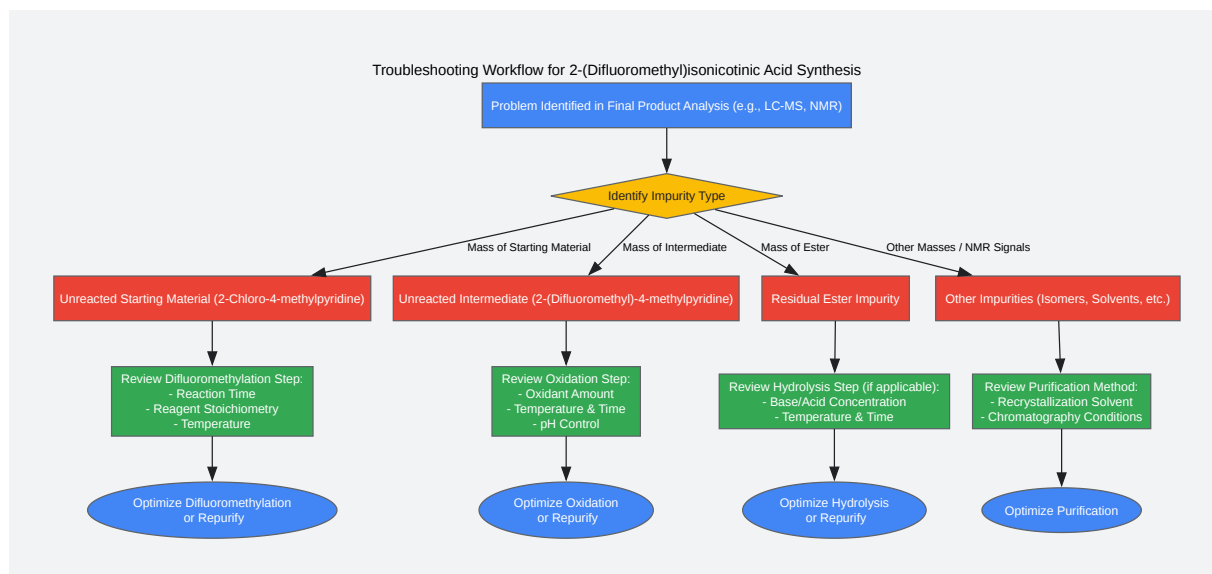 Troubleshooting Workflow for 2-(Difluoromethyl)isonicotinic Acid Synthesis
Problem Identified in Final Product Analysis (e.g., LC-MS, NMR)
Identify Impurity Type
Mass of Starting Material
Mass of Intermediate
Mass of Ester
Other Masses / NMR Signals
Unreacted Starting Material (2-Chloro-4-methylpyridine)
Unreacted Intermediate (2-(Difluoromethyl)-4-methylpyridine)
Residual Ester Impurity
Other Impurities (Isomers, Solvents, etc.)
Review Difluoromethylation Step:
- Reaction Time
- Reagent Stoichiometry
- Temperature
Review Oxidation Step:
- Oxidant Amount
- Temperature & Time
- pH Control
Review Hydrolysis Step (if applicable):
- Base/Acid Concentration
- Temperature & Time
Review Purification Method:
- Recrystallization Solvent
- Chromatography Conditions
Optimize Difluoromethylation
or Repurify
Optimize Oxidation
or Repurify
Optimize Hydrolysis
or Repurify
Optimize Purification